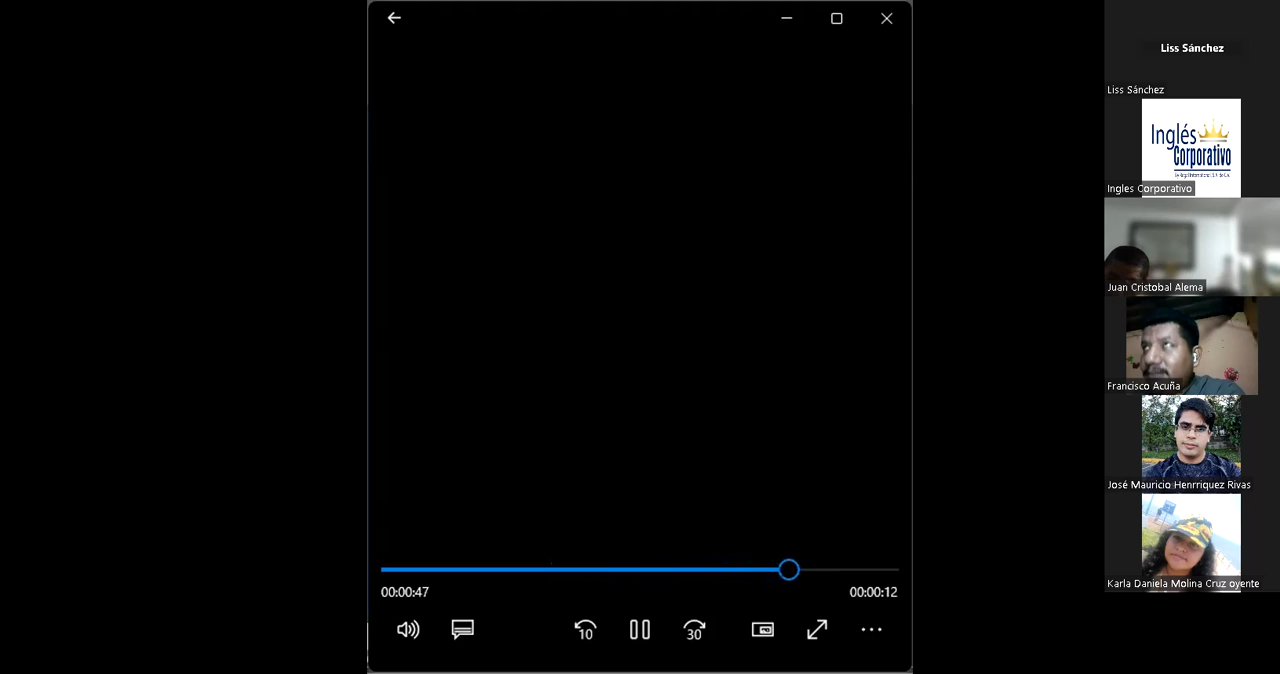 00:00:47
00:00:12
10
30
Liss Sánchez
Liss Sánchez
Inglés
Corporativo
Ingles Corporativo
Juan Cristobal Alema
Francisco Acuña
José Mauricio Henrriquez Rivas
Karla Daniela Molina Cruz oyente